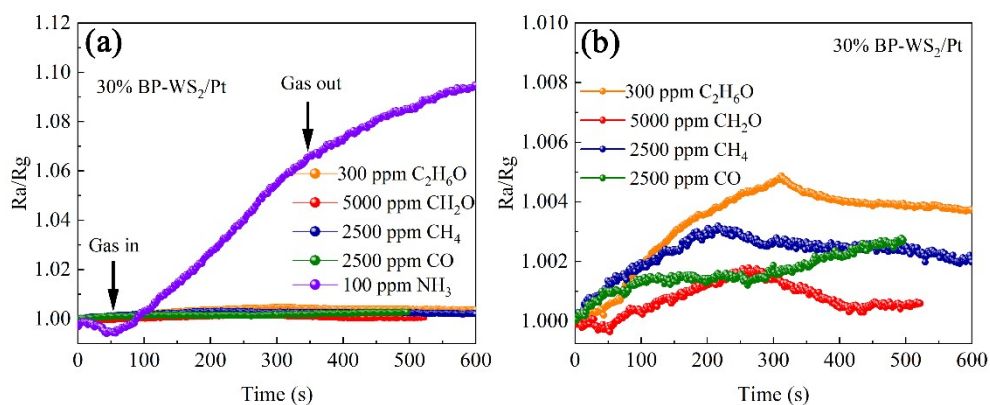 (a)
30% BP-WS₂/Pt
Gas out
Gas in
300 ppm C₂H₆O
5000 ppm CH₂O
2500 ppm CH₄
2500 ppm CO
100 ppm NH₃
Ra/Rg
1.12
1.10
1.08
1.06
1.04
1.02
1.00
0 100 200 300 400 500 600
Time (s)
(b)
30% BP-WS₂/Pt
300 ppm C₂H₆O
5000 ppm CH₂O
2500 ppm CH₄
2500 ppm CO
Ra/Rg
1.010
1.008
1.006
1.004
1.002
1.000
0 100 200 300 400 500 600
Time (s)